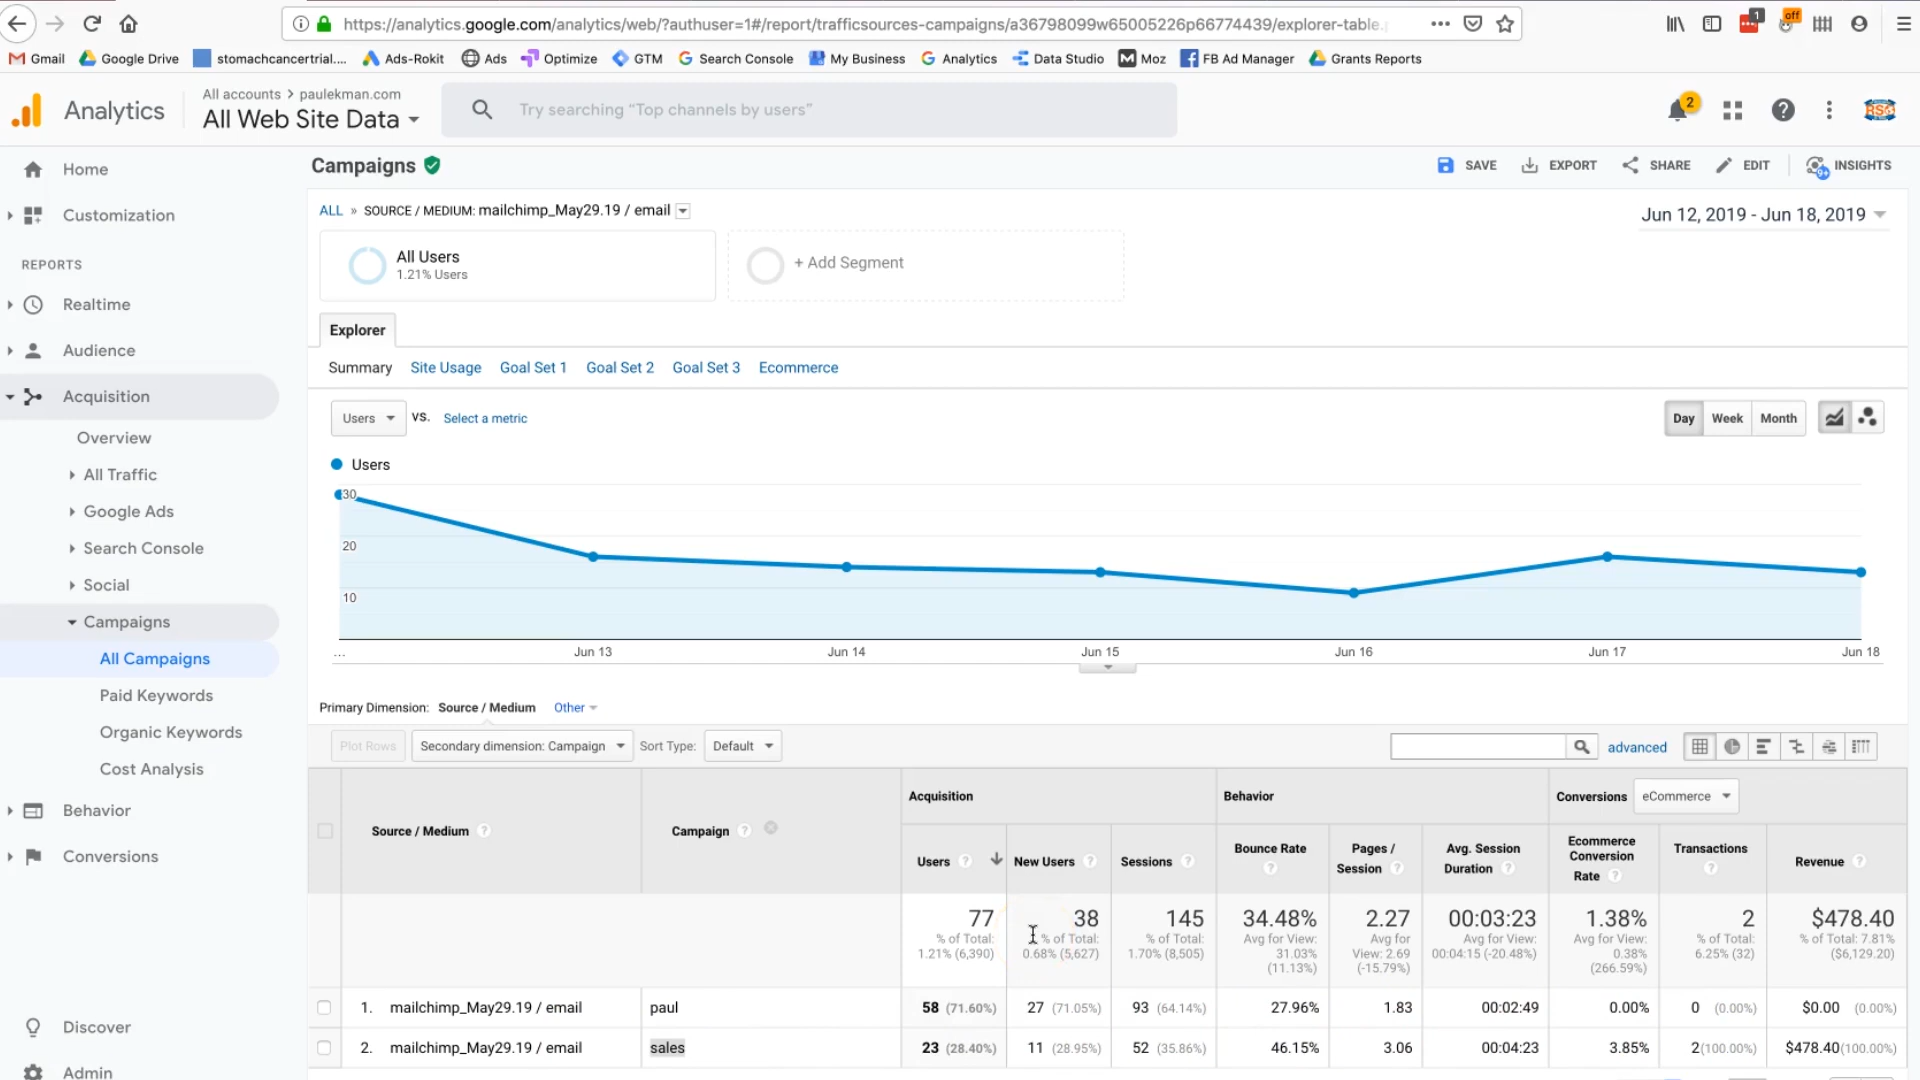 https://analytics.google.com/analytics/web/?authuser=1#/report/trafficsources-campaigns/a36798099w65005226p66774439/explorer-table.
1
off
Gmail Google Drive stomachcancertrial.... Ads-Rokit Ads Optimize GTM Search Console My Business Analytics Data Studio Moz FB Ad Manager Grants Reports
Analytics
All accounts > paulekman.com
All Web Site Data
Try searching “Top channels by users”
2
RSO
Home
Customization
REPORTS
Realtime
Audience
Acquisition
Overview
All Traffic
Google Ads
Search Console
Social
Campaigns
All Campaigns
Paid Keywords
Organic Keywords
Cost Analysis
Behavior
Conversions
Discover
Admin
Campaigns
SAVE EXPORT SHARE EDIT INSIGHTS
9+
ALL » SOURCE / MEDIUM: mailchimp_May29.19 / email
Jun 12, 2019 - Jun 18, 2019
All Users
1.21% Users
+ Add Segment
Explorer
Summary Site Usage Goal Set 1 Goal Set 2 Goal Set 3 Ecommerce
Users VS. Select a metric
Day Week Month
Users
30
20
10
... Jun 13 Jun 14 Jun 15 Jun 16 Jun 17 Jun 18
Primary Dimension: Source / Medium Other
Plot Rows Secondary dimension: Campaign Sort Type: Default advanced
Source / Medium ? Campaign ?
Acquisition Behavior Conversions eCommerce
Users ? New Users ? Sessions ? Bounce Rate ? Pages / Session ? Avg. Session Duration ? Ecommerce Conversion Rate ? Transactions ? Revenue ?
77 38 145 34.48% 2.27 00:03:23 1.38% 2 $478.40
% of Total: 1.21% (6,390) % of Total: 0.68% (5,627) % of Total: 1.70% (8,505) Avg for View: 31.03% (11.13%) Avg for View: 2.69 (-15.79%) Avg for View: 00:04:15 (-20.48%) Avg for View: 0.38% (266.59%) % of Total: 6.25% (32) % of Total: 7.81% ($6,129.20)
1. mailchimp_May29.19 / email paul 58 (71.60%) 27 (71.05%) 93 (64.14%) 27.96% 1.83 00:02:49 0.00% 0 (0.00%) $0.00 (0.00%)
2. mailchimp_May29.19 / email sales 23 (28.40%) 11 (28.95%) 52 (35.86%) 46.15% 3.06 00:04:23 3.85% 2(100.00%) $478.40(100.00%)